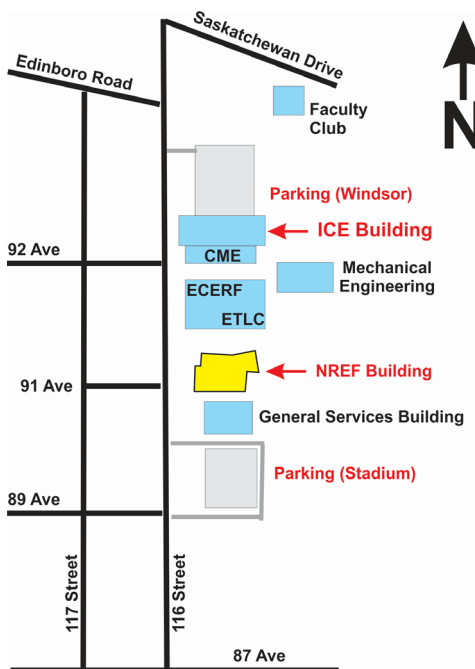 Saskatchewan Drive
Edinboro Road
Faculty
Club
N
Parking (Windsor)
ICE Building
92 Ave
CME
Mechanical
Engineering
ECERF
ETLC
NREF Building
91 Ave
General Services Building
Parking (Stadium)
89 Ave
117 Street
116 Street
87 Ave